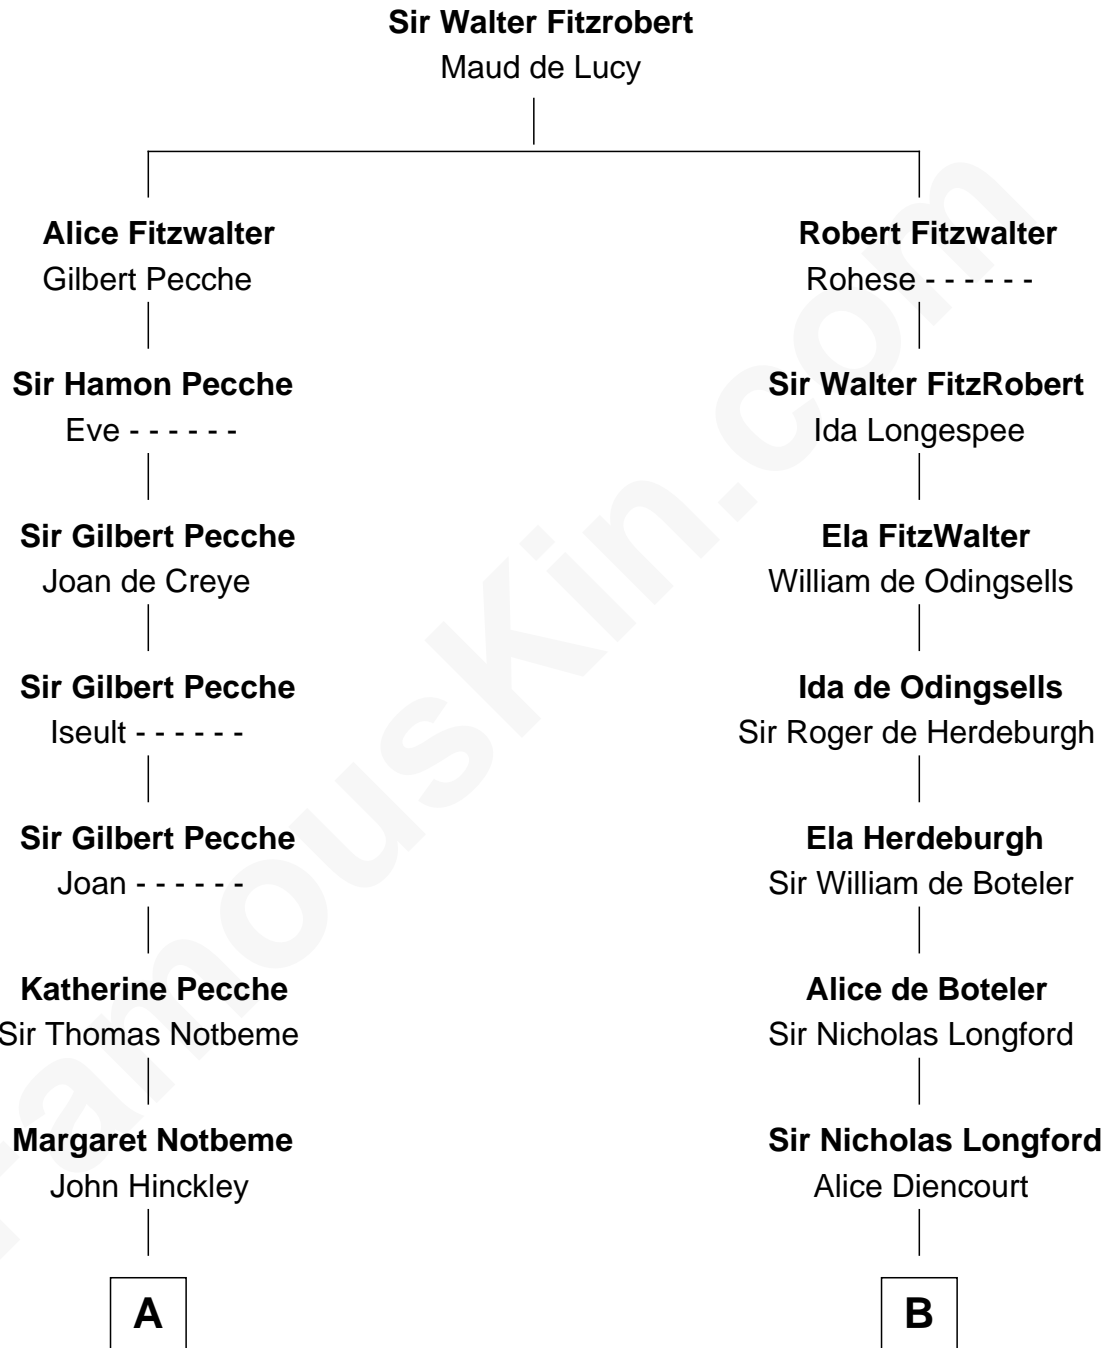 Sir Walter Fitzrobert
Maud de Lucy
Alice Fitzwalter
Gilbert Pecche
Robert Fitzwalter
Rohese - - - - - -
Sir Hamon Pecche
Eve - - - - - -
Sir Walter FitzRobert
Ida Longespee
Sir Gilbert Pecche
Joan de Creye
Ela FitzWalter
William de Odingsells
Sir Gilbert Pecche
Iseult - - - - - -
Ida de Odingsells
Sir Roger de Herdeburgh
Sir Gilbert Pecche
Joan - - - - - -
Ela Herdeburgh
Sir William de Boteler
Katherine Pecche
Sir Thomas Notbeme
Alice de Boteler
Sir Nicholas Longford
Margaret Notbeme
John Hinckley
Sir Nicholas Longford
Alice Diencourt
A
B
FamousKin.com